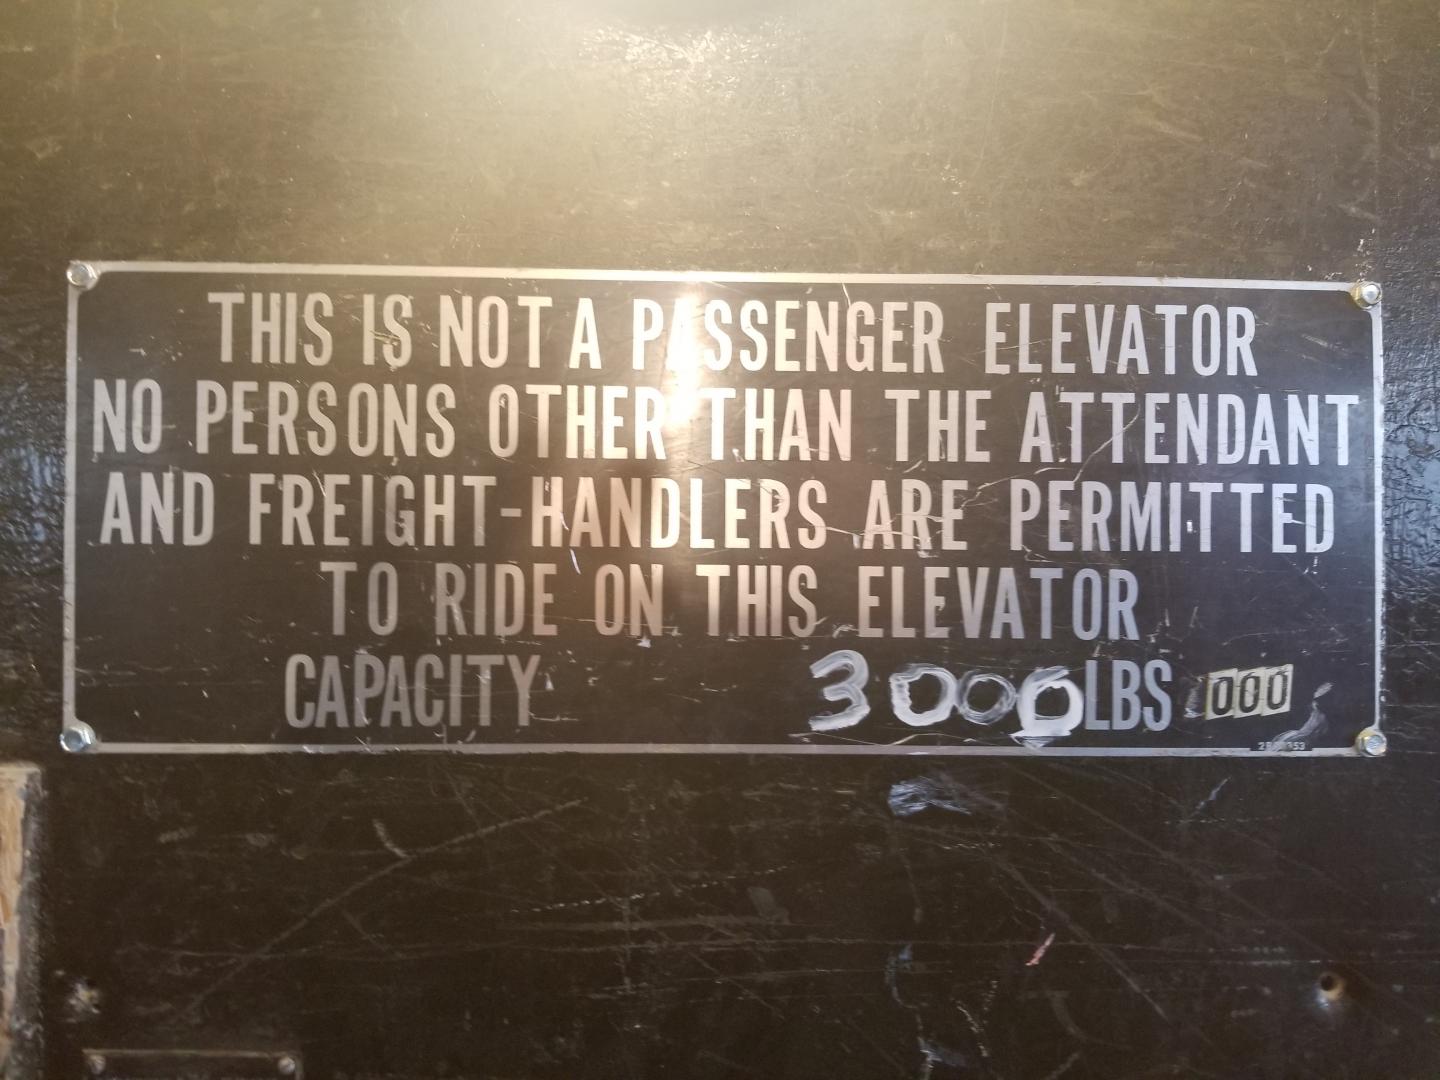 THIS IS NOT A PASSENGER ELEVATOR
NO PERSONS OTHER THAN THE ATTENDANT
AND FREIGHT-HANDLERS ARE PERMITTED
TO RIDE ON THIS ELEVATOR
CAPACITY 3000 LBS 000